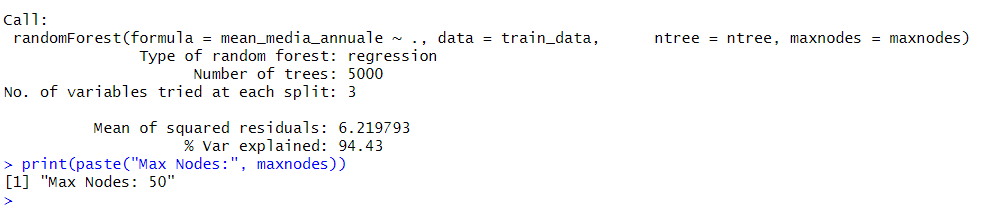 Call:
 randomForest(formula = mean_media_annuale ~ ., data = train_data,      ntree = ntree, maxnodes = maxnodes)
               Type of random forest: regression
                     Number of trees: 5000
No. of variables tried at each split: 3

          Mean of squared residuals: 6.219793
                    % Var explained: 94.43
> print(paste("Max Nodes:", maxnodes))
[1] "Max Nodes: 50"
>